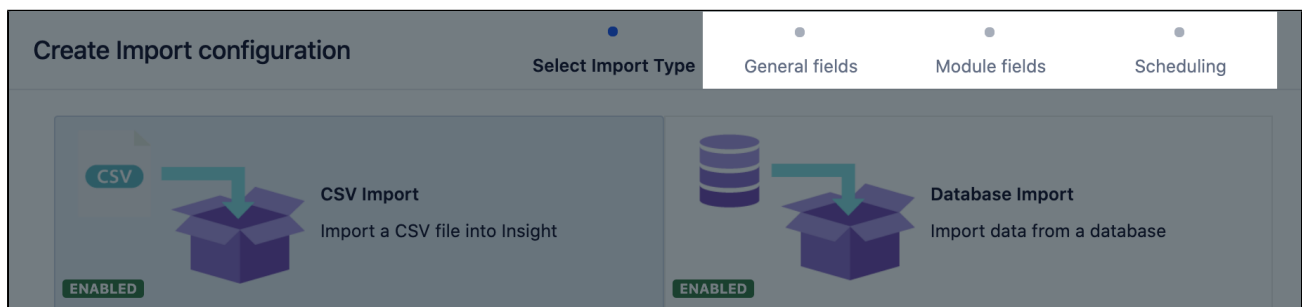 Create Import configuration
Select Import Type
General fields
Module fields
Scheduling
CSV
CSV Import
Import a CSV file into Insight
ENABLED
Database Import
Import data from a database
ENABLED